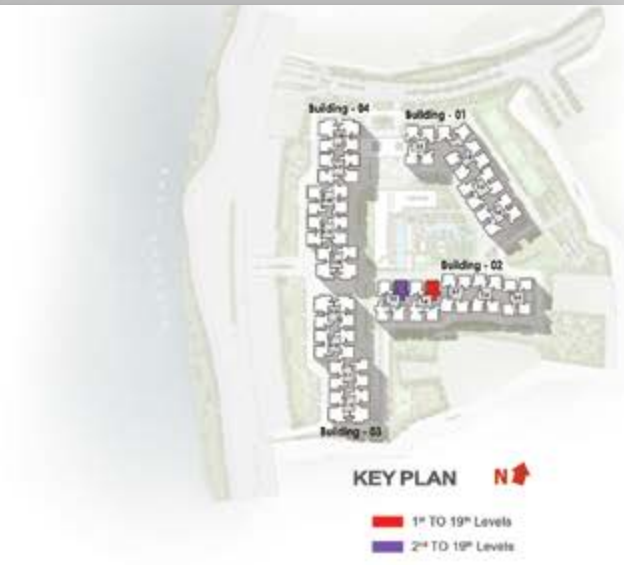 Building - 04
Building - 01
Building - 02
Building - 03
KEY PLAN N
1st TO 19th Levels
2nd TO 19th Levels